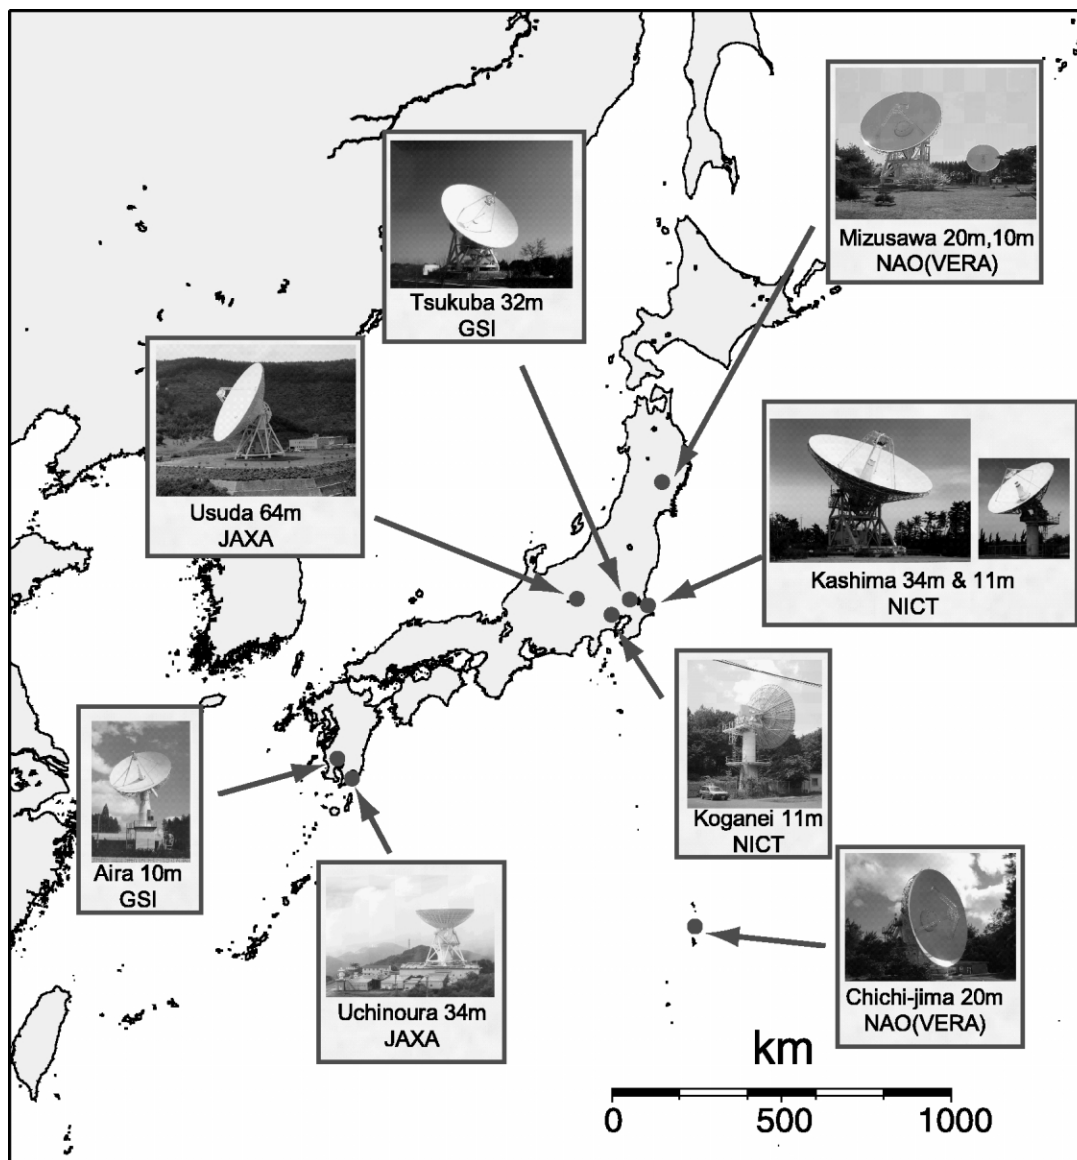 Mizusawa 20m,10m
NAO(VERA)
Tsukuba 32m
GSI
Usuda 64m
JAXA
Kashima 34m & 11m
NICT
Koganei 11m
NICT
Aira 10m
GSI
Uchinoura 34m
JAXA
Chichi-jima 20m
NAO(VERA)
km
0 500 1000